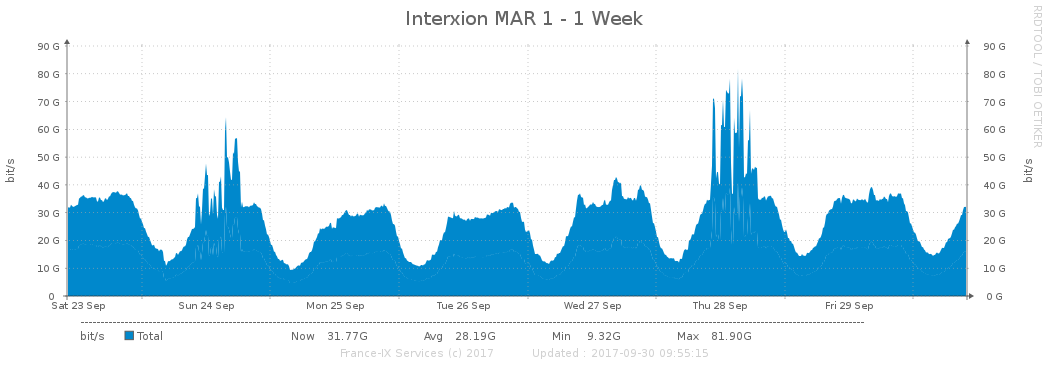 Interxion MAR 1 - 1 Week
RRDTOOL / TOBI OETIKER
bit/s
bit/s
90 G 90 G
80 G 80 G
70 G 70 G
60 G 60 G
50 G 50 G
40 G 40 G
30 G 30 G
20 G 20 G
10 G 10 G
0 0 G
Sat 23 Sep Sun 24 Sep Mon 25 Sep Tue 26 Sep Wed 27 Sep Thu 28 Sep Fri 29 Sep
bit/s Total Now 31.77G Avg 28.19G Min 9.32G Max 81.90G
France-IX Services (c) 2017 Updated : 2017-09-30 09:55:15